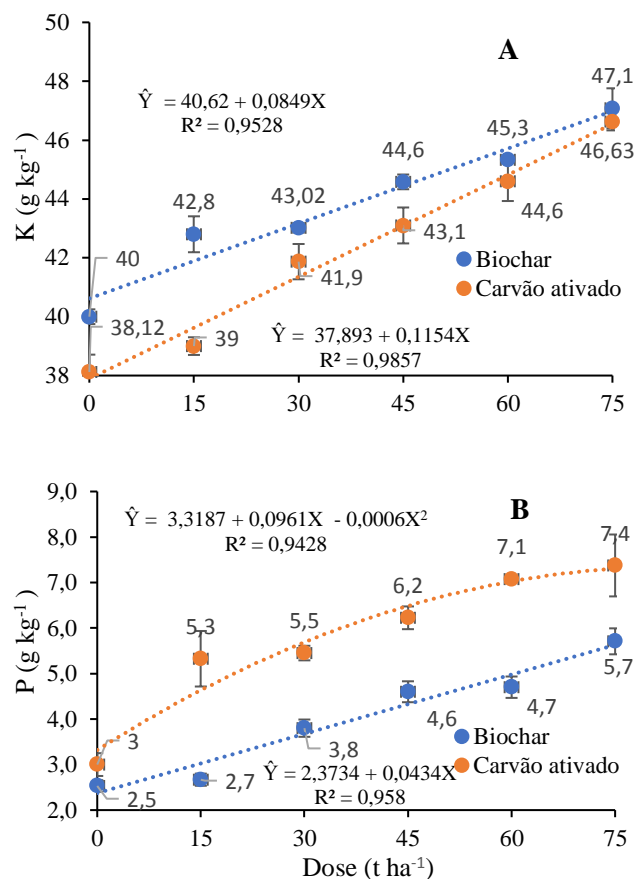 A
K (g kg⁻¹)
50
48
46
44
42
40
38
Ŷ = 40,62 + 0,0849X
R² = 0,9528
40
42,8
43,02
44,6
45,3
47,1
38,12
39
41,9
43,1
44,6
46,63
Biochar
Carvão ativado
Ŷ = 37,893 + 0,1154X
R² = 0,9857
0 15 30 45 60 75
B
P (g kg⁻¹)
9,0
8,0
7,0
6,0
5,0
4,0
3,0
2,0
Ŷ = 3,3187 + 0,0961X - 0,0006X²
R² = 0,9428
3
5,3
5,5
6,2
7,1
7,4
2,5
2,7
3,8
4,6
4,7
5,7
Biochar
Carvão ativado
Ŷ = 2,3734 + 0,0434X
R² = 0,958
0 15 30 45 60 75
Dose (t ha⁻¹)